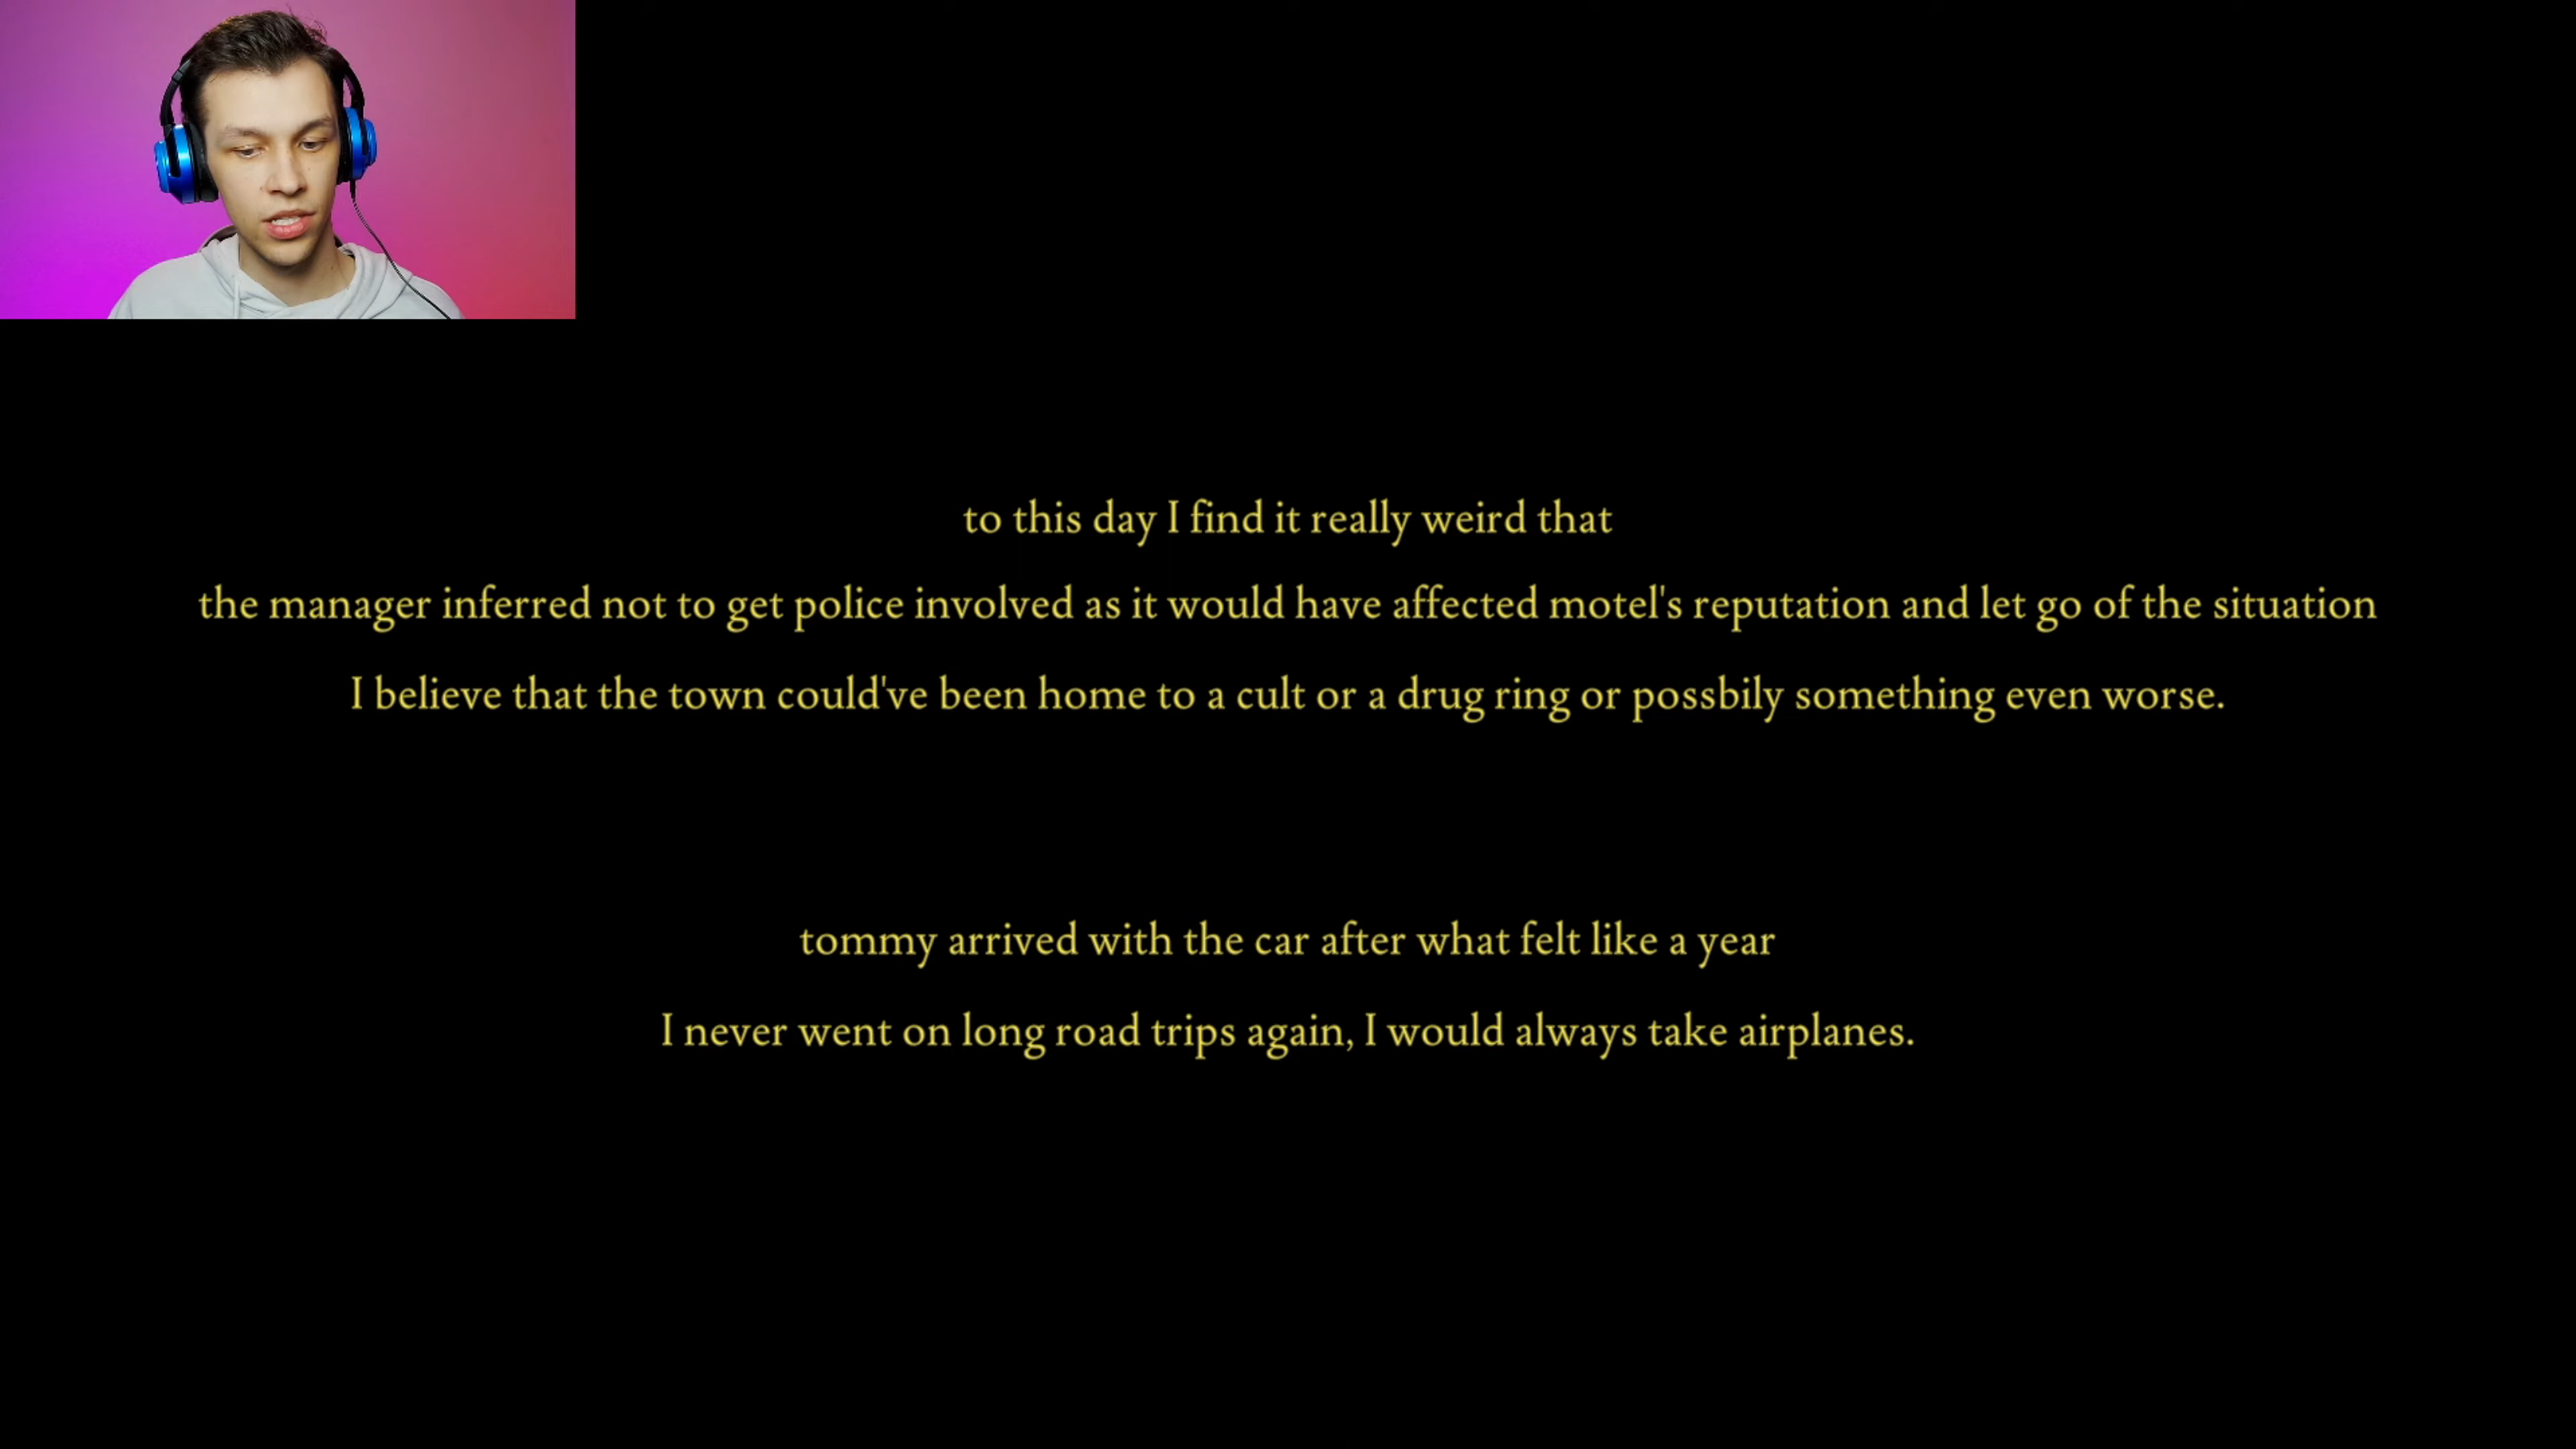 to this day I find it really weird that
the manager inferred not to get police involved as it would have affected motel's reputation and let go of the situation
I believe that the town could've been home to a cult or a drug ring or possbily something even worse.
tommy arrived with the car after what felt like a year
I never went on long road trips again, I would always take airplanes.